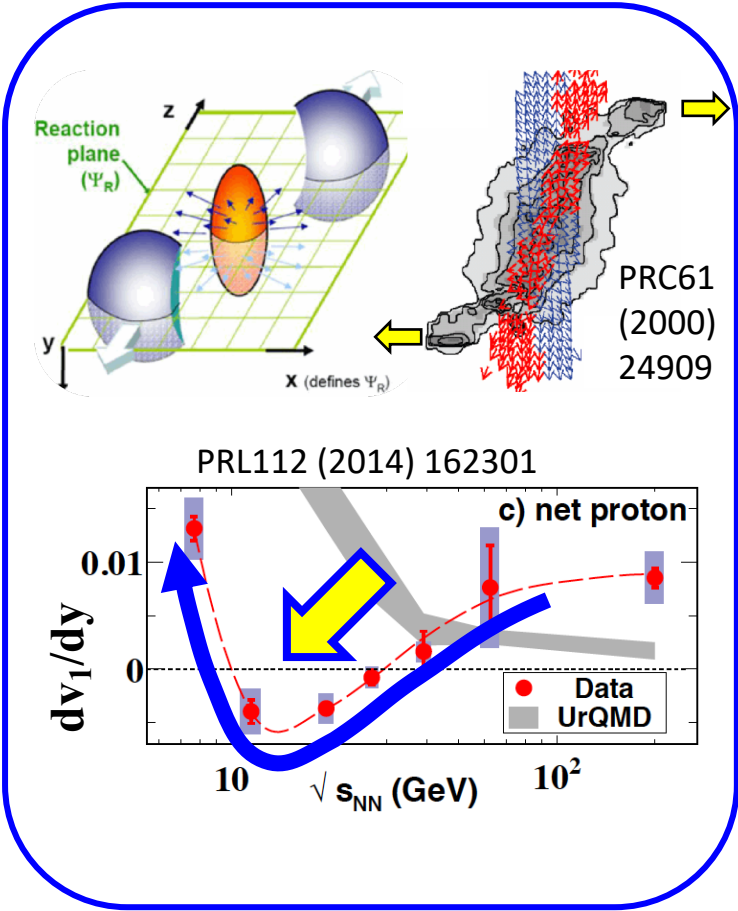 z
Reaction
plane
(Ψ_R)
y
x (defines Ψ_R)
PRC61
(2000)
24909
PRL112 (2014) 162301
c) net proton
0.01
0
dv₁/dy
Data
UrQMD
10
√ s_NN (GeV)
10²